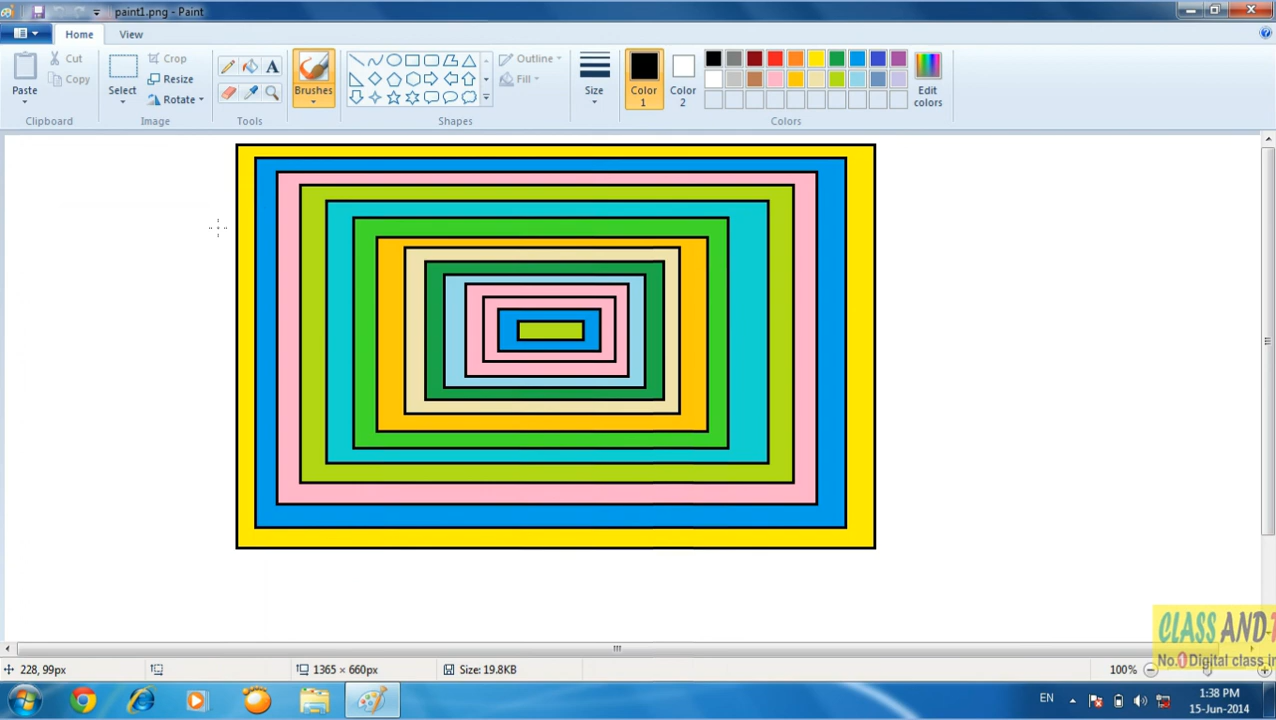 paint1.png - Paint
Home View
Paste
Cut
Copy
Clipboard
Select
Crop
Resize
Rotate
Image
A
Tools
Brushes
Outline
Fill
Shapes
Size
Color 1
Color 2
Edit colors
Colors
CLASS AND
No.1 Digital class in
228, 99px
1365 × 660px
Size: 19.8KB
100%
EN
1:38 PM
15-Jun-2014